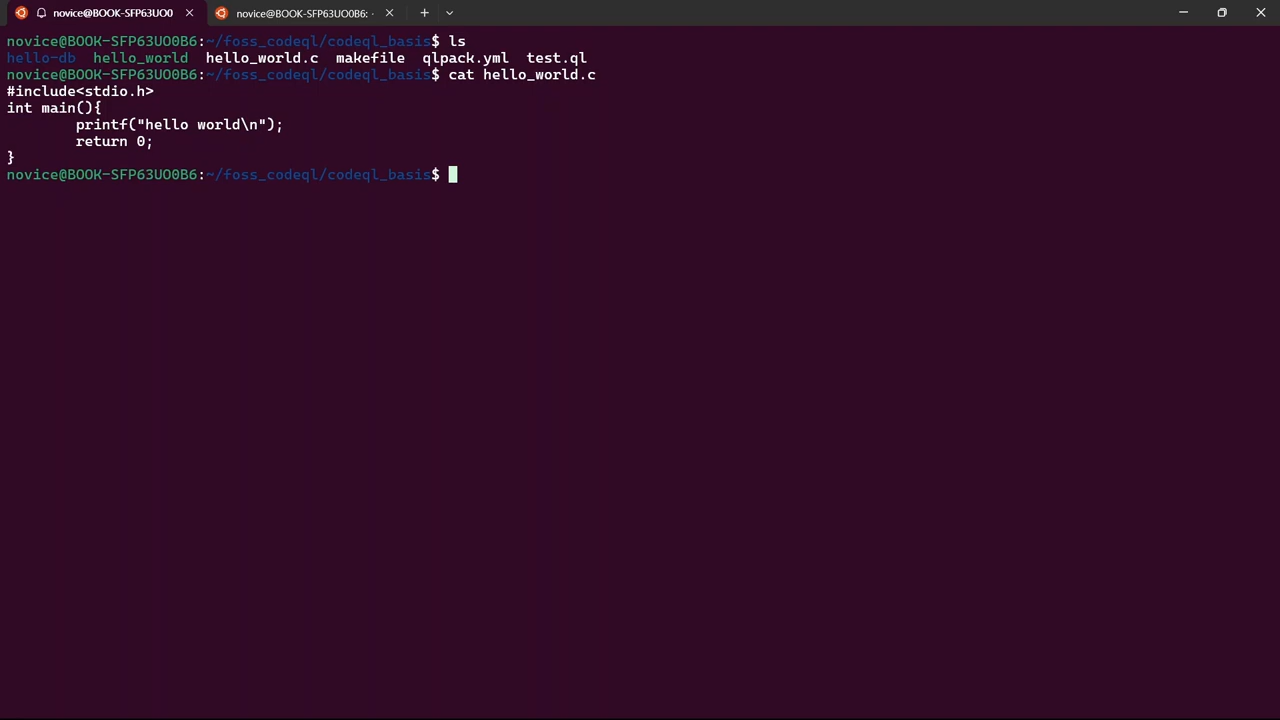 novice@BOOK-SFP63UO0 novice@BOOK-SFP63UO0B6: -
novice@BOOK-SFP63UO0B6:~/foss_codeql/codeql_basis$ ls
hello-db hello_world hello_world.c makefile qlpack.yml test.ql
novice@BOOK-SFP63UO0B6:~/foss_codeql/codeql_basis$ cat hello_world.c
#include<stdio.h>
int main(){
        printf("hello world\n");
        return 0;
}
novice@BOOK-SFP63UO0B6:~/foss_codeql/codeql_basis$